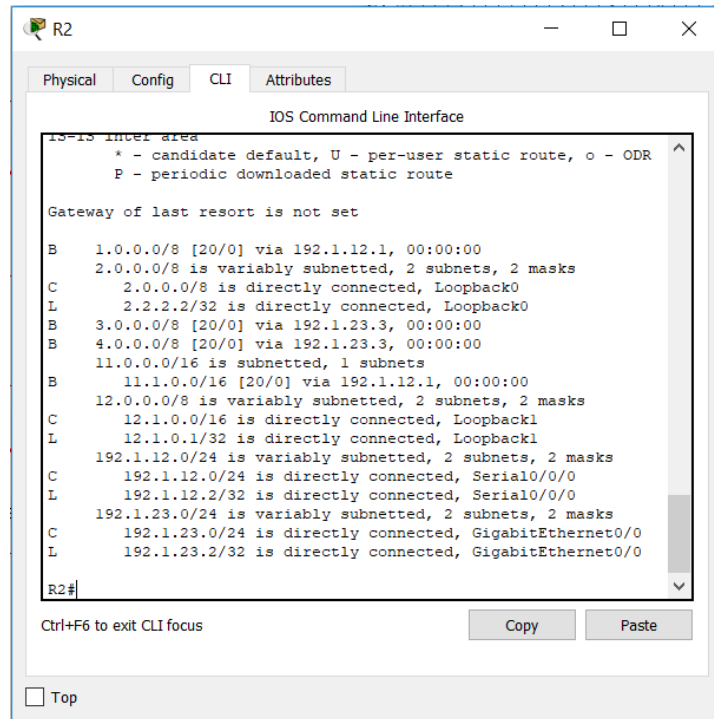 R2
Physical Config CLI Attributes
IOS Command Line Interface
IS-IS inter area
* - candidate default, U - per-user static route, o - ODR
P - periodic downloaded static route
Gateway of last resort is not set
B 1.0.0.0/8 [20/0] via 192.1.12.1, 00:00:00
2.0.0.0/8 is variably subnetted, 2 subnets, 2 masks
C 2.0.0.0/8 is directly connected, Loopback0
L 2.2.2.2/32 is directly connected, Loopback0
B 3.0.0.0/8 [20/0] via 192.1.23.3, 00:00:00
B 4.0.0.0/8 [20/0] via 192.1.23.3, 00:00:00
11.0.0.0/16 is subnetted, 1 subnets
B 11.1.0.0/16 [20/0] via 192.1.12.1, 00:00:00
12.0.0.0/8 is variably subnetted, 2 subnets, 2 masks
C 12.1.0.0/16 is directly connected, Loopback1
L 12.1.0.1/32 is directly connected, Loopback1
192.1.12.0/24 is variably subnetted, 2 subnets, 2 masks
C 192.1.12.0/24 is directly connected, Serial0/0/0
L 192.1.12.2/32 is directly connected, Serial0/0/0
192.1.23.0/24 is variably subnetted, 2 subnets, 2 masks
C 192.1.23.0/24 is directly connected, GigabitEthernet0/0
L 192.1.23.2/32 is directly connected, GigabitEthernet0/0
R2#
Ctrl+F6 to exit CLI focus
Copy Paste
Top